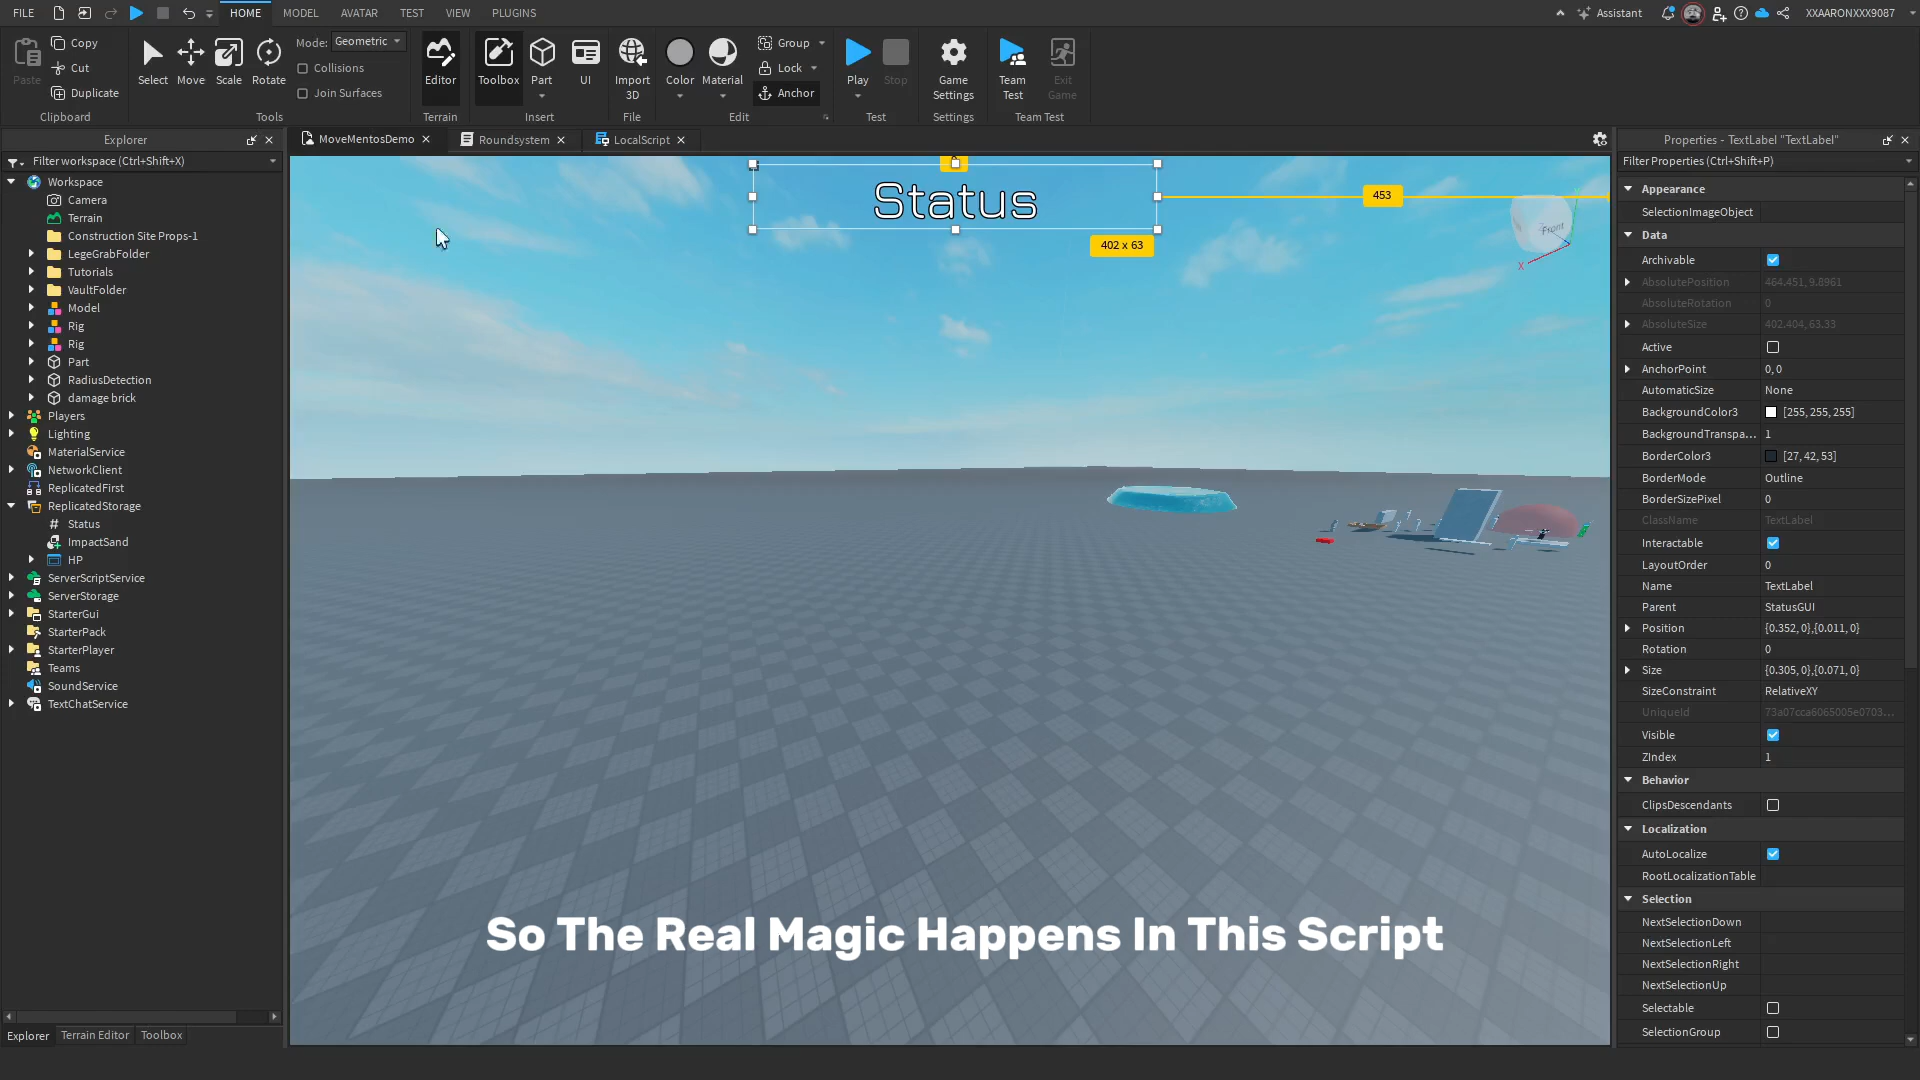 FILE
HOME
MODEL
AVATAR
TEST
VIEW
PLUGINS
Assistant
XXAARONXXX9087
Paste
Copy
Cut
Duplicate
Clipboard
Select
Move
Scale
Rotate
Mode: Geometric
Collisions
Join Surfaces
Tools
Editor
Terrain
Toolbox
Part
UI
Insert
Import
3D
File
Color
Material
Group
Lock
Anchor
Edit
Play
Stop
Test
Game
Settings
Settings
Team
Test
Exit
Game
Team Test
Explorer
Filter workspace (Ctrl+Shift+X)
Workspace
Camera
Terrain
Construction Site Props-1
LegeGrabFolder
Tutorials
VaultFolder
Model
Rig
Rig
Part
RadiusDetection
damage brick
Players
Lighting
MaterialService
NetworkClient
ReplicatedFirst
ReplicatedStorage
# Status
ImpactSand
HP
ServerScriptService
ServerStorage
StarterGui
StarterPack
StarterPlayer
Teams
SoundService
TextChatService
Explorer
Terrain Editor
Toolbox
MoveMentosDemo
Roundsystem
LocalScript
Status
453
402 x 63
Front
X
So The Real Magic Happens In This Script
Properties - TextLabel "TextLabel"
Filter Properties (Ctrl+Shift+P)
Appearance
SelectionImageObject
Data
Archivable
AbsolutePosition 464.451, 9.8961
AbsoluteRotation 0
AbsoluteSize 402.404, 63.33
Active
AnchorPoint 0, 0
AutomaticSize None
BackgroundColor3 [255, 255, 255]
BackgroundTranspa... 1
BorderColor3 [27, 42, 53]
BorderMode Outline
BorderSizePixel 0
ClassName TextLabel
Interactable
LayoutOrder 0
Name TextLabel
Parent StatusGUI
Position {0.352, 0},{0.011, 0}
Rotation 0
Size {0.305, 0},{0.071, 0}
SizeConstraint RelativeXY
UniqueId 73a07cca6065005e0703...
Visible
ZIndex 1
Behavior
ClipsDescendants
Localization
AutoLocalize
RootLocalizationTable
Selection
NextSelectionDown
NextSelectionLeft
NextSelectionRight
NextSelectionUp
Selectable
SelectionGroup